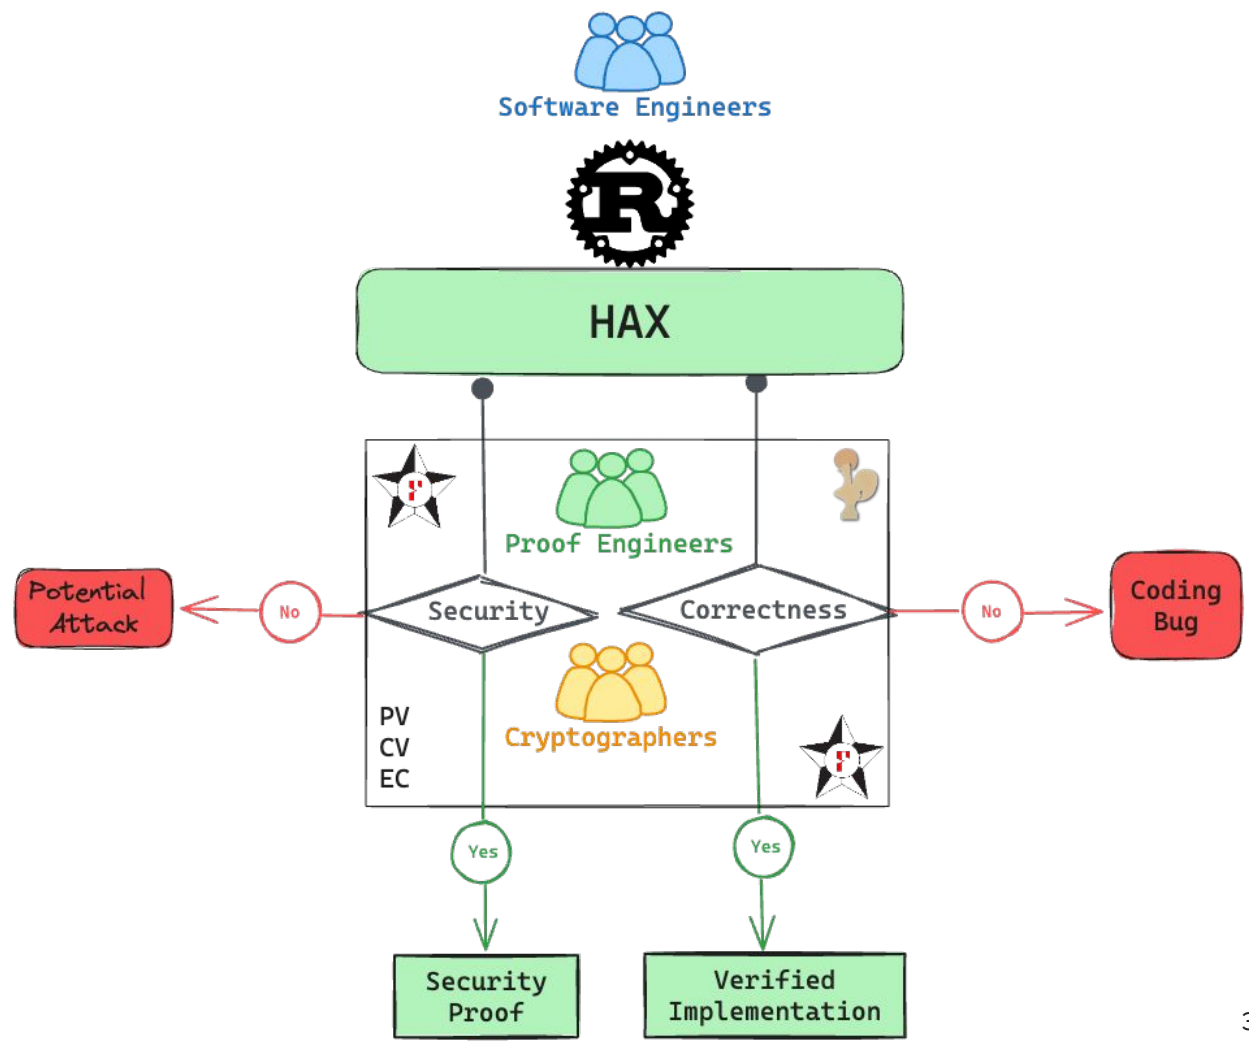 Software Engineers
R
HAX
F
Proof Engineers
Potential
Attack
No
Security
Correctness
No
Coding
Bug
PV
CV
EC
Cryptographers
F
Yes
Yes
Security
Proof
Verified
Implementation
3